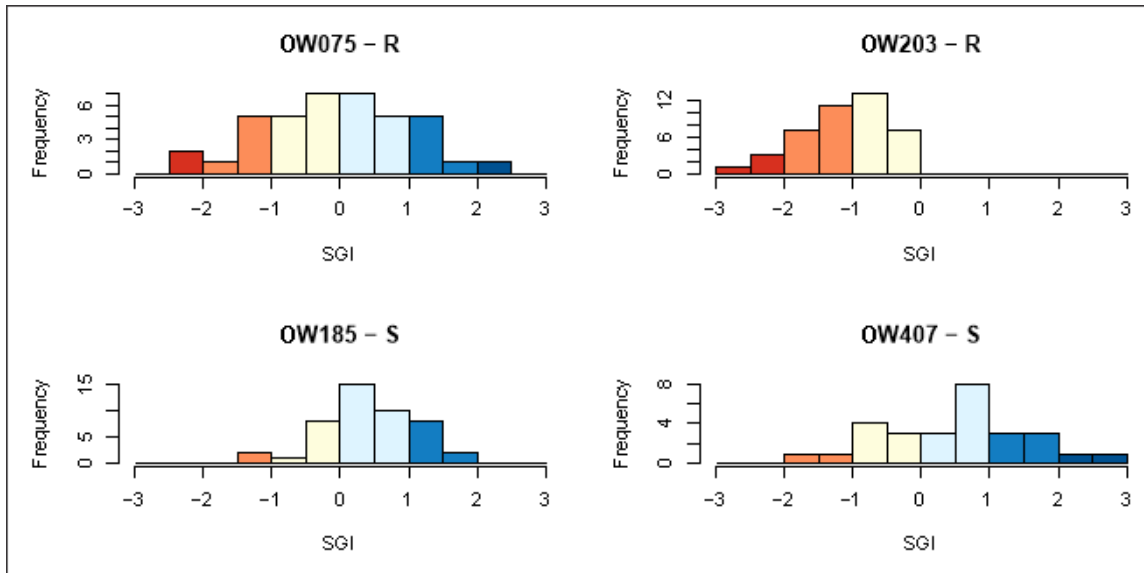 OW075 – R
Frequency
0 3 6
−3 −2 −1 0 1 2 3
SGI
OW203 – R
Frequency
0 6 12
−3 −2 −1 0 1 2 3
SGI
OW185 – S
Frequency
0 5 15
−3 −2 −1 0 1 2 3
SGI
OW407 – S
Frequency
0 4 8
−3 −2 −1 0 1 2 3
SGI